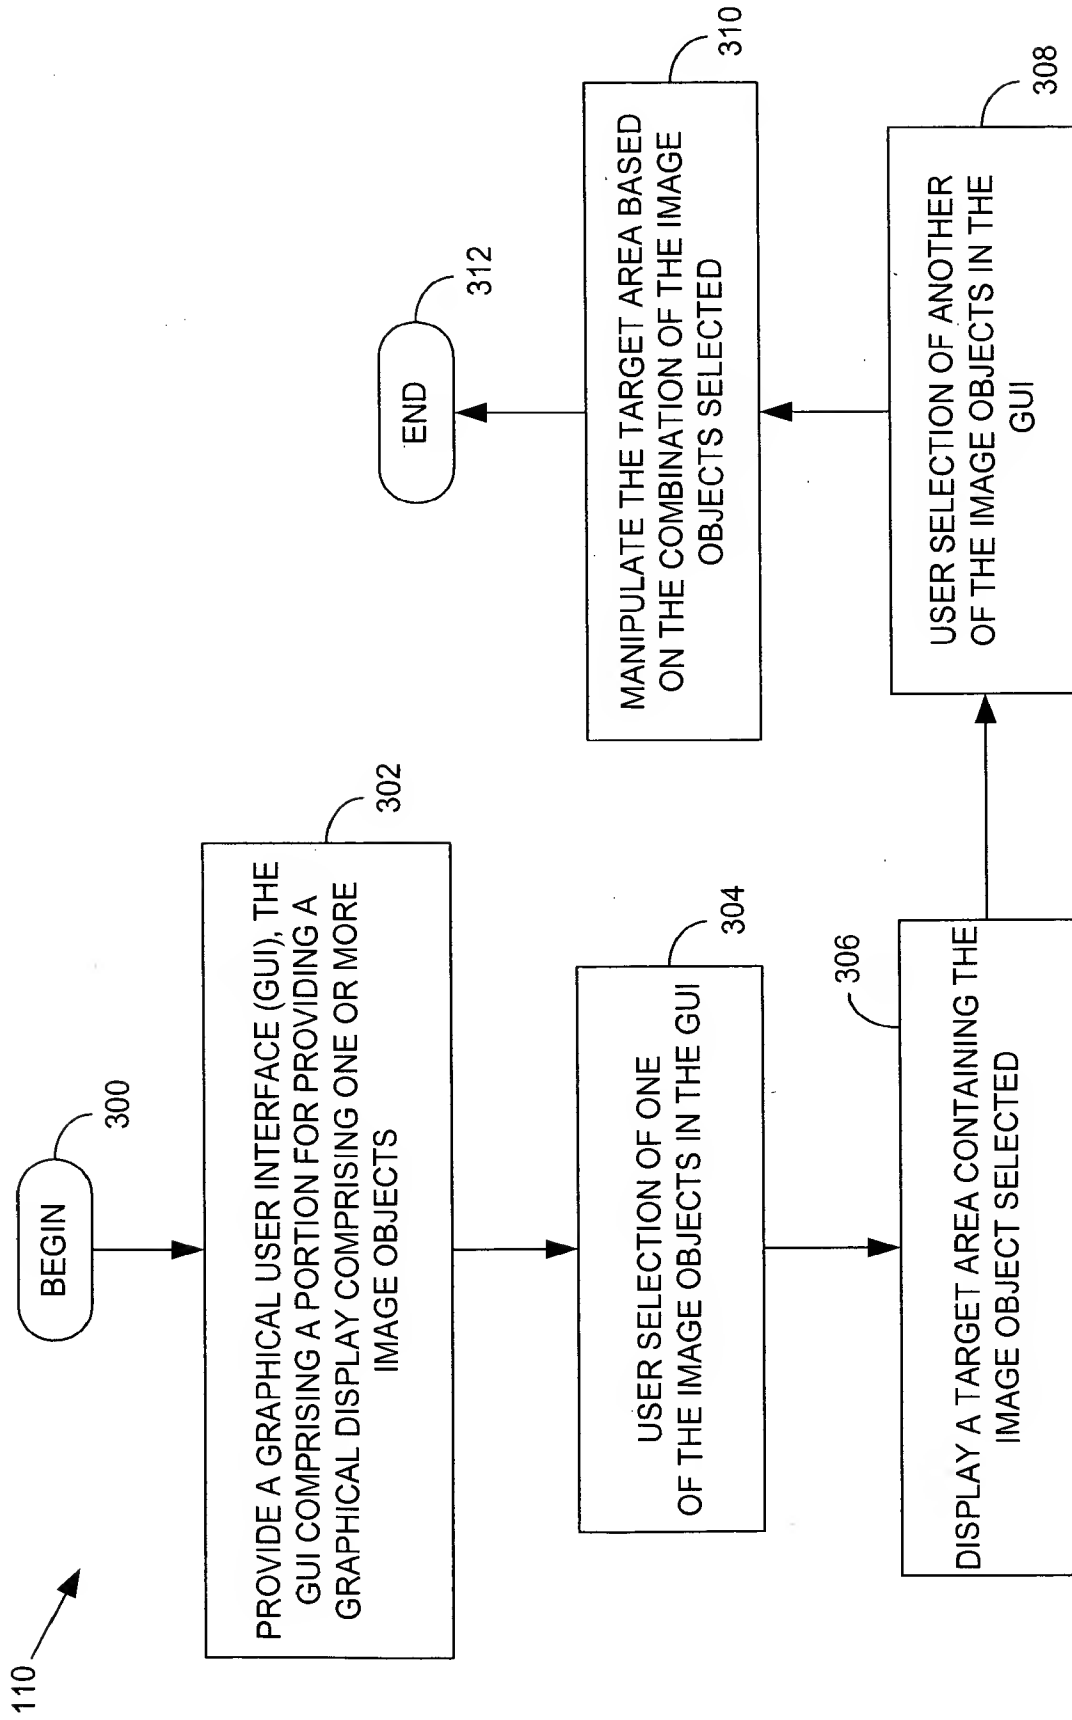 110
BEGIN
300
PROVIDE A GRAPHICAL USER INTERFACE (GUI), THE
GUI COMPRISING A PORTION FOR PROVIDING A
GRAPHICAL DISPLAY COMPRISING ONE OR MORE
IMAGE OBJECTS
302
USER SELECTION OF ONE
OF THE IMAGE OBJECTS IN THE GUI
304
DISPLAY A TARGET AREA CONTAINING THE
IMAGE OBJECT SELECTED
306
USER SELECTION OF ANOTHER
OF THE IMAGE OBJECTS IN THE
GUI
308
MANIPULATE THE TARGET AREA BASED
ON THE COMBINATION OF THE IMAGE
OBJECTS SELECTED
310
END
312